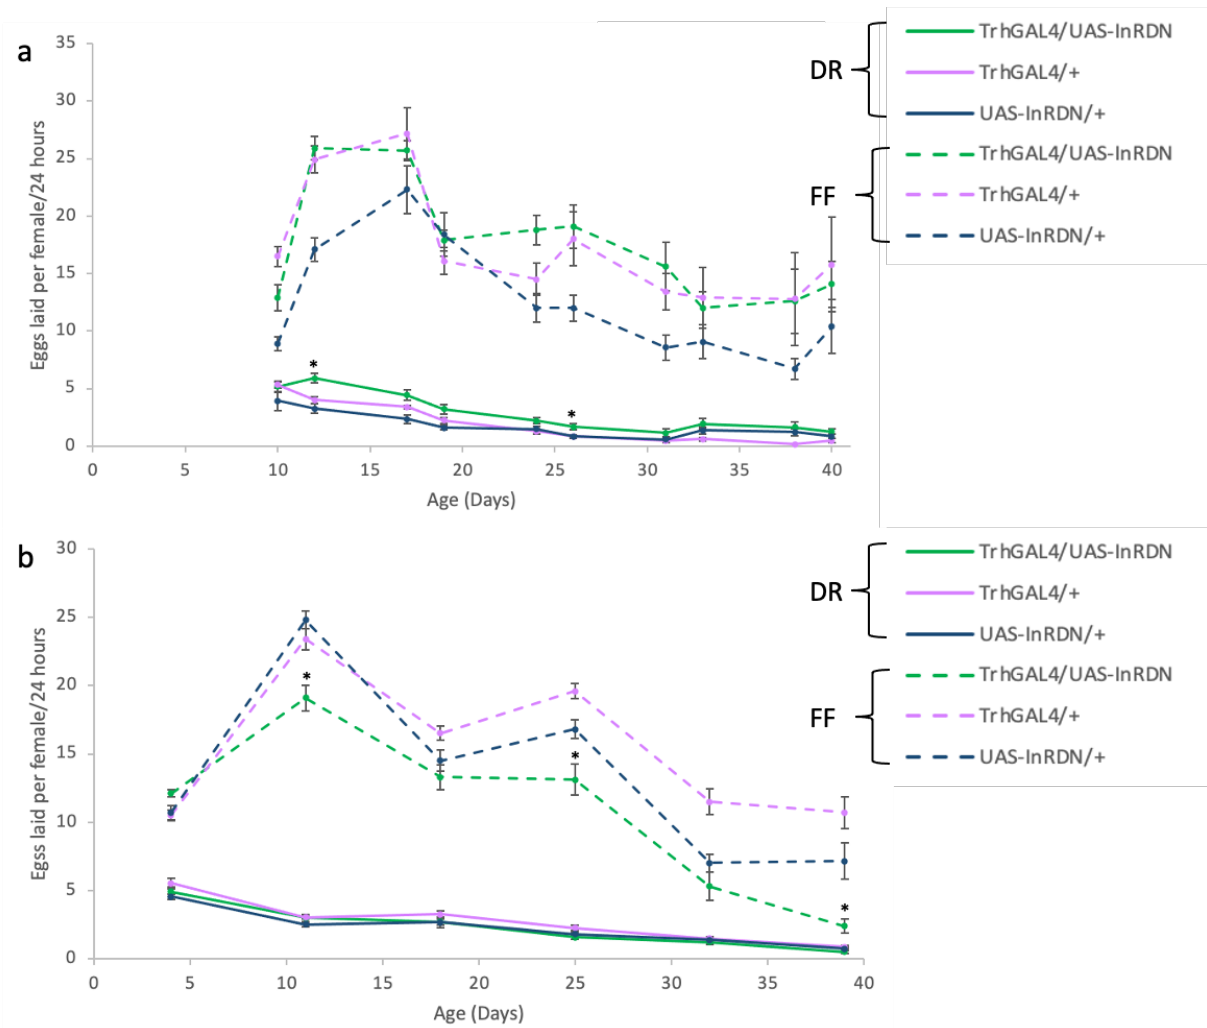 a
35
30
25
20
15
10
5
0
Eggs laid per female/24 hours
0 5 10 15 20 25 30 35 40
Age (Days)
*
*
DR
TrhGAL4/UAS-InRDN
TrhGAL4/+
UAS-InRDN/+
FF
TrhGAL4/UAS-InRDN
TrhGAL4/+
UAS-InRDN/+
b
30
25
20
15
10
5
0
Egss laid per female/24 hours
0 5 10 15 20 25 30 35 40
Age (Days)
*
*
*
DR
TrhGAL4/UAS-InRDN
TrhGAL4/+
UAS-InRDN/+
FF
TrhGAL4/UAS-InRDN
TrhGAL4/+
UAS-InRDN/+